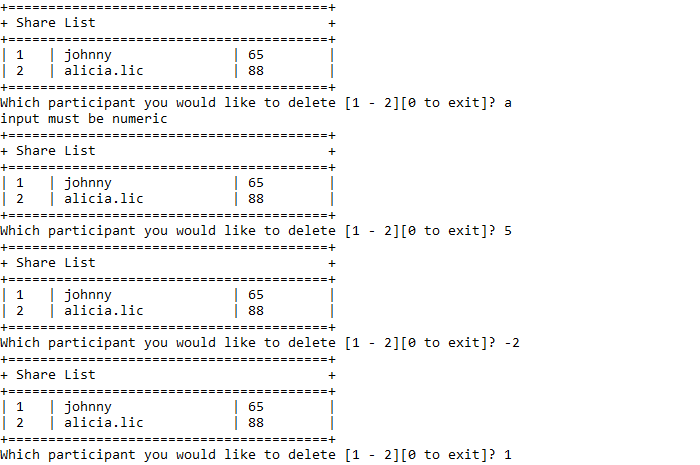 +========================================+
+ Share List                             +
+========================================+
| 1   | johnny               | 65        |
| 2   | alicia.lic           | 88        |
+========================================+
Which participant you would like to delete [1 - 2][0 to exit]? a
input must be numeric
+========================================+
+ Share List                             +
+========================================+
| 1   | johnny               | 65        |
| 2   | alicia.lic           | 88        |
+========================================+
Which participant you would like to delete [1 - 2][0 to exit]? 5
+========================================+
+ Share List                             +
+========================================+
| 1   | johnny               | 65        |
| 2   | alicia.lic           | 88        |
+========================================+
Which participant you would like to delete [1 - 2][0 to exit]? -2
+========================================+
+ Share List                             +
+========================================+
| 1   | johnny               | 65        |
| 2   | alicia.lic           | 88        |
+========================================+
Which participant you would like to delete [1 - 2][0 to exit]? 1